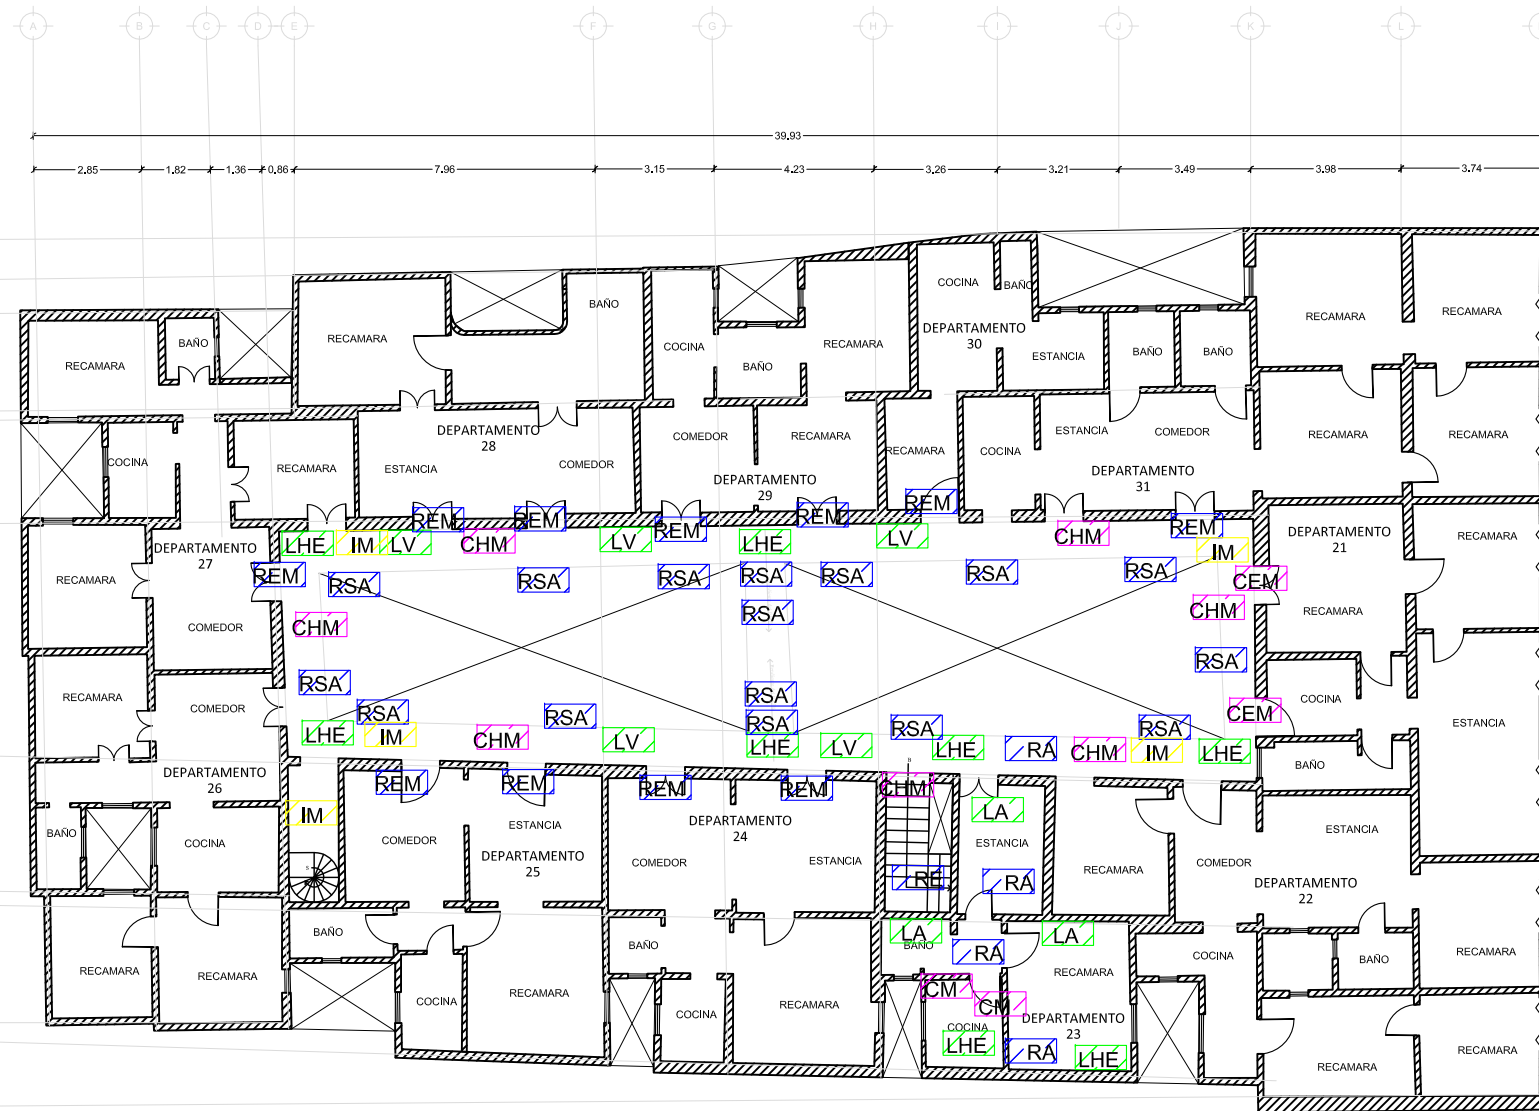 A B C D E F G H I J K L
39.93
2.85 1.82 1.36 0.86 7.96 3.15 4.23 3.26 3.21 3.49 3.98 3.74
RECAMARA
BAÑO
RECAMARA
BAÑO
COCINA
BAÑO
RECAMARA
COCINA
BAÑO
DEPARTAMENTO
30
ESTANCIA
BAÑO
BAÑO
RECAMARA
RECAMARA
COCINA
RECAMARA
DEPARTAMENTO
28
ESTANCIA
COMEDOR
COMEDOR
RECAMARA
DEPARTAMENTO
29
RECAMARA
COCINA
ESTANCIA
COMEDOR
DEPARTAMENTO
31
RECAMARA
RECAMARA
REM REM REM REM REM REM
LHE IM LV CHM LV LHE LV CHM IM
DEPARTAMENTO
27
DEPARTAMENTO
21
RECAMARA
RECAMARA
REM RSA RSA RSA RSA RSA RSA RSA CEM
RSA
CHM
CHM
RECAMARA
COMEDOR
RSA
RSA
RSA
CEM
RECAMARA
COMEDOR
COCINA
ESTANCIA
RSA RSA RSA RSA RSA
LHE IM CHM LV LHE LV LHE RA CHM IM LHE
BAÑO
DEPARTAMENTO
26
REM REM REM REM CHM
IM
LA
BAÑO
COCINA
COMEDOR
ESTANCIA
DEPARTAMENTO
25
DEPARTAMENTO
24
COMEDOR
ESTANCIA
ESTANCIA
RE
RA
RECAMARA
COMEDOR
ESTANCIA
DEPARTAMENTO
22
BAÑO
BAÑO
LA
BAÑO
RA
LA
RECAMARA
COCINA
BAÑO
RECAMARA
RECAMARA
RECAMARA
COCINA
RECAMARA
COCINA
RECAMARA
CM
CM
COCINA
DEPARTAMENTO
23
LHE
RA
LHE
RECAMARA
RECAMARA